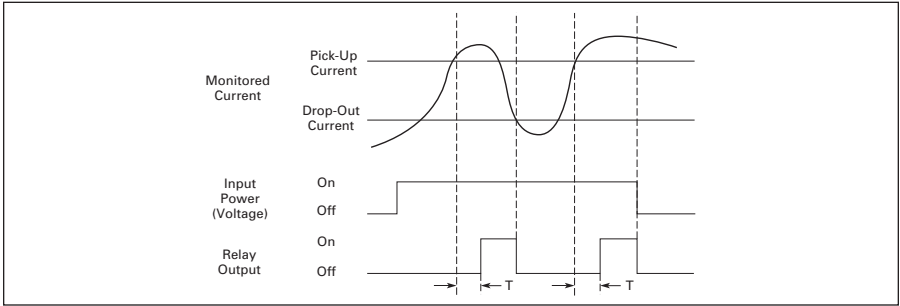 Monitored
Current
Pick-Up
Current
Drop-Out
Current
Input
Power
(Voltage)
On
Off
Relay
Output
On
Off
T
T